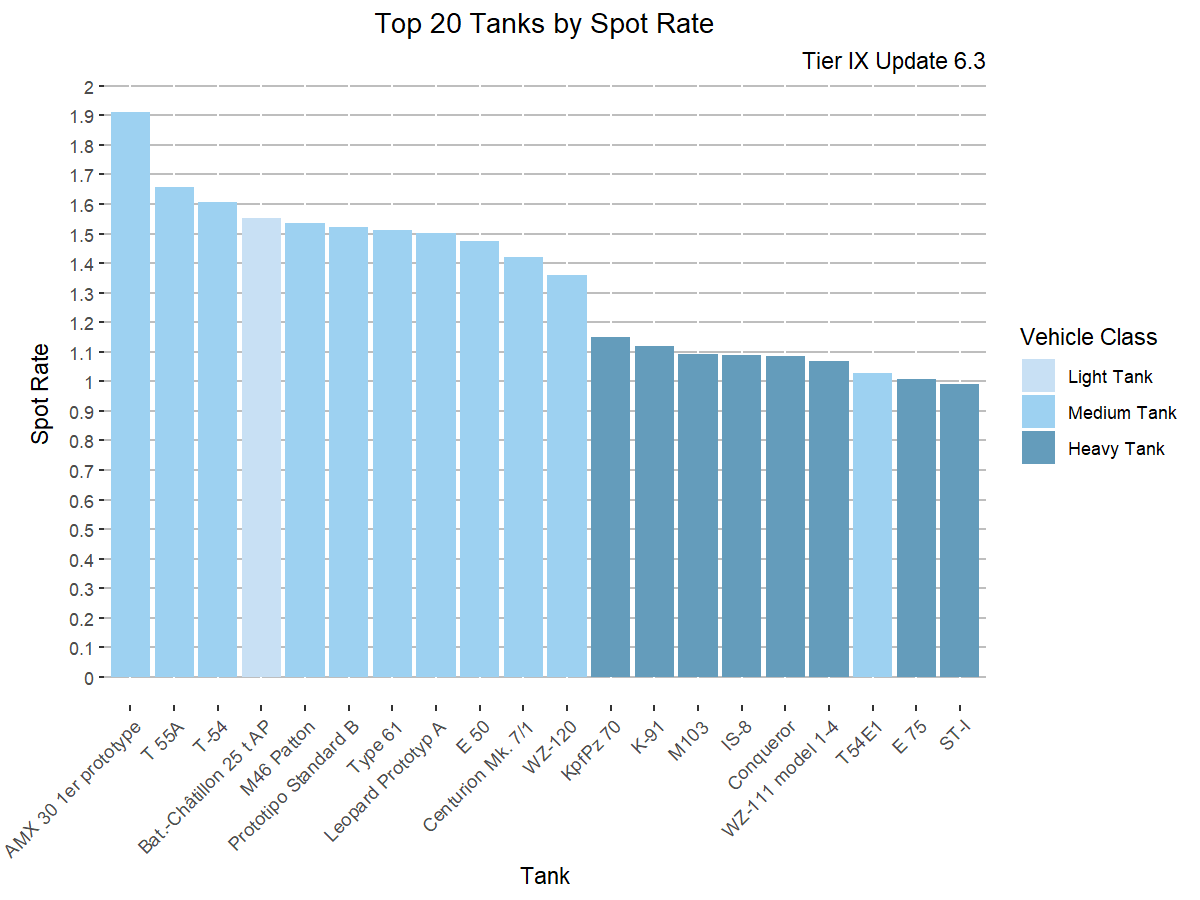 Top 20 Tanks by Spot Rate
Tier IX Update 6.3
2
1.9
1.8
1.7
1.6
1.5
1.4
1.3
1.2
1.1
1
0.9
0.8
0.7
0.6
0.5
0.4
0.3
0.2
0.1
0
Spot Rate
AMX 30 1er prototype
T 55A
T-54
Bat.-Châtillon 25 t AP
M46 Patton
Prototipo Standard B
Type 61
Leopard Prototyp A
E 50
Centurion Mk. 7/1
WZ-120
KpfPz 70
K-91
M103
IS-8
Conqueror
WZ-111 model 1-4
T54E1
E 75
ST-I
Tank
Vehicle Class
Light Tank
Medium Tank
Heavy Tank